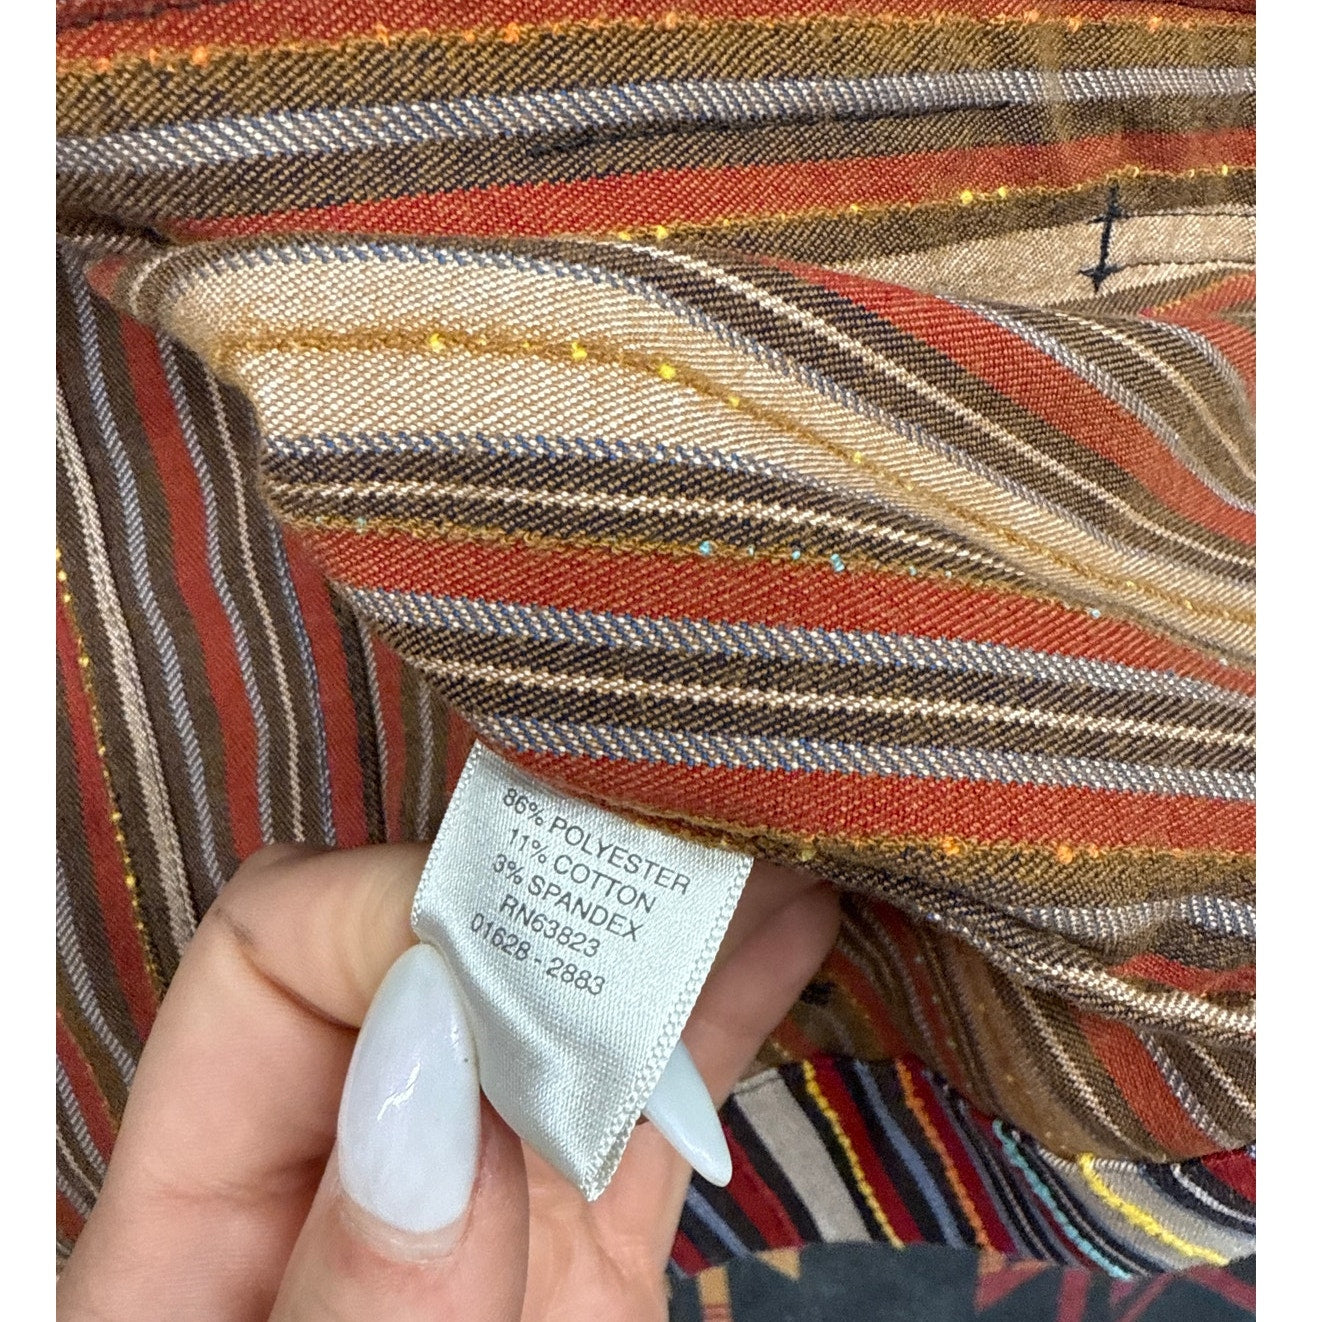 86% POLYESTER
11% COTTON
3% SPANDEX
RN63823
01628-2883